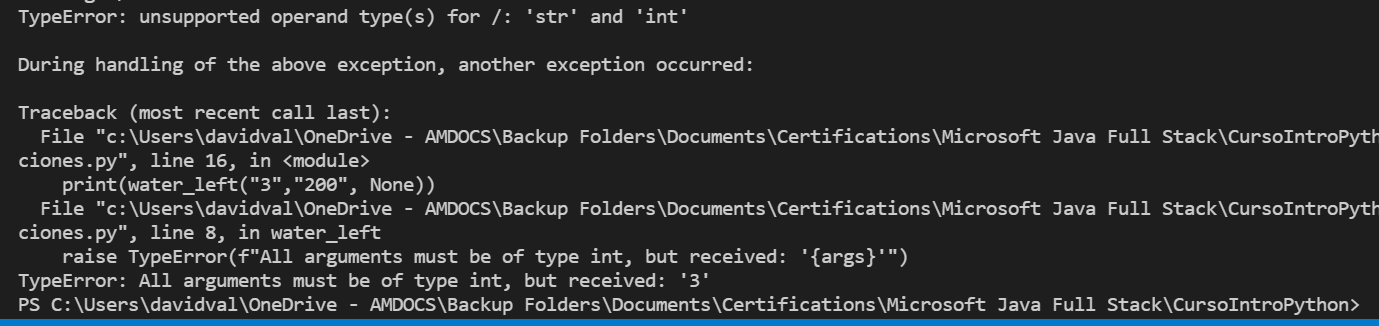 TypeError: unsupported operand type(s) for /: 'str' and 'int'
During handling of the above exception, another exception occurred:
Traceback (most recent call last):
  File "c:\Users\davidval\OneDrive - AMDOCS\Backup Folders\Documents\Certifications\Microsoft Java Full Stack\CursoIntroPyth
ciones.py", line 16, in <module>
    print(water_left("3","200", None))
  File "c:\Users\davidval\OneDrive - AMDOCS\Backup Folders\Documents\Certifications\Microsoft Java Full Stack\CursoIntroPyth
ciones.py", line 8, in water_left
    raise TypeError(f"All arguments must be of type int, but received: '{args}'")
TypeError: All arguments must be of type int, but received: '3'
PS C:\Users\davidval\OneDrive - AMDOCS\Backup Folders\Documents\Certifications\Microsoft Java Full Stack\CursoIntroPython>